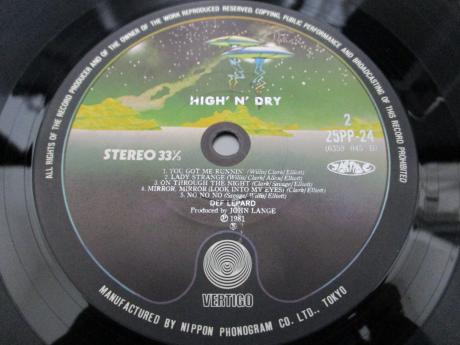 ALL RIGHTS OF THE RECORD PRODUCER AND OF THE OWNER OF THE WORK REPRODUCED RESERVED. COPYING, PUBLIC PERFORMANCE AND BROADCASTING OF THIS RECORD PROHIBITED
HIGH' N' DRY
2
25PP-24
(6359 045 B)
STEREO 33⅓
1. YOU GOT ME RUNNIN' (Willis/Clark/Elliott)
2. LADY STRANGE (Willis/Clark/Allen/Elliott)
3. ON THROUGH THE NIGHT (Clark/Savage/Elliott)
4. MIRROR, MIRROR (LOOK INTO MY EYES) (Clark/Elliott)
5. NO NO NO (Savage/Willis/Elliott)
DEF LEPARD
Produced by JOHN LANGE
℗ 1981
VERTIGO
MANUFACTURED BY NIPPON PHONOGRAM CO. LTD., TOKYO